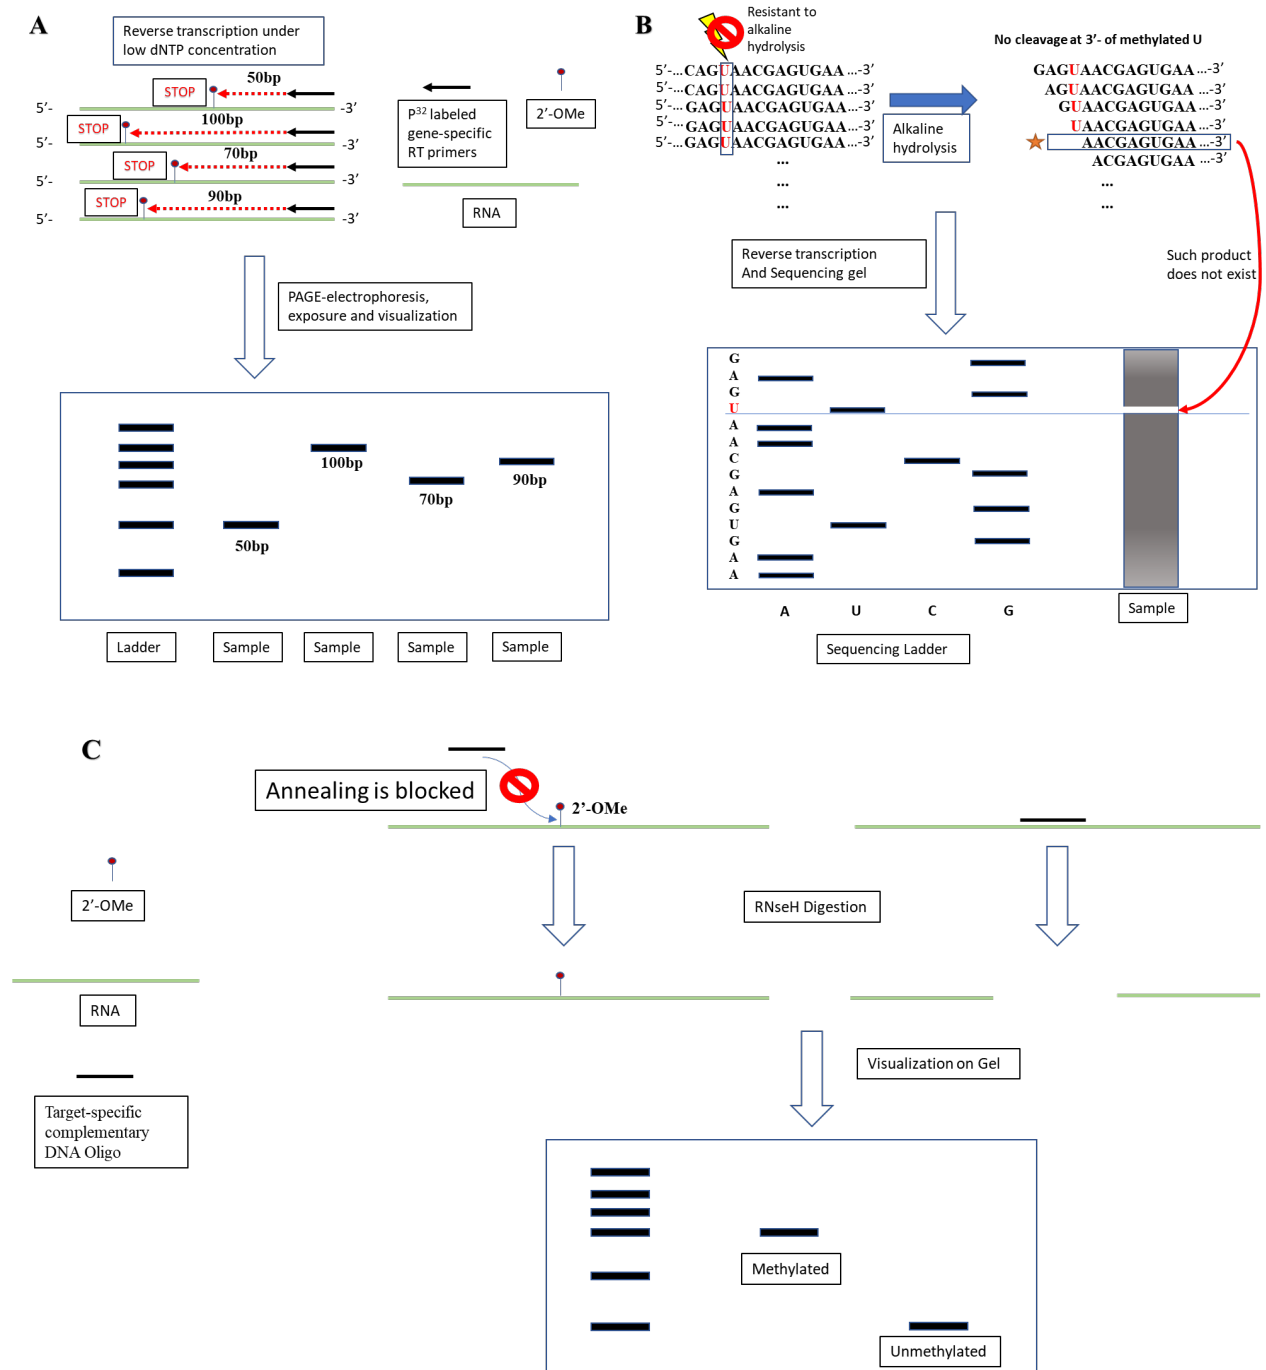 A
Reverse transcription under
low dNTP concentration
50bp
STOP
5’-
-3’
100bp
STOP
5’-
-3’
70bp
STOP
5’-
-3’
90bp
STOP
5’-
-3’
P32 labeled
gene-specific
RT primers
2’-OMe
RNA
PAGE-electrophoresis,
exposure and visualization
100bp
90bp
70bp
50bp
Ladder
Sample
Sample
Sample
Sample
B
Resistant to
alkaline
hydrolysis
5’-...CAGUAACGAGUGAA...-3’
5’-...CAGUAACGAGUGAA...-3’
5’-...GAGUAACGAGUGAA...-3’
5’-...GAGUAACGAGUGAA...-3’
5’-...GAGUAACGAGUGAA...-3’
...
...
...
Alkaline
hydrolysis
No cleavage at 3’- of methylated U
GAGUAACGAGUGAA...-3’
AGUAACGAGUGAA...-3’
GUAACGAGUGAA...-3’
UAACGAGUGAA...-3’
AACGAGUGAA...-3’
ACGAGUGAA...-3’
...
...
Such product
does not exist
Reverse transcription
And Sequencing gel
G
A
G
U
A
A
C
G
A
G
U
G
A
A
A U C G
Sample
Sequencing Ladder
C
Annealing is blocked
2’-OMe
2’-OMe
RNseH Digestion
RNA
Visualization on Gel
Target-specific
complementary
DNA Oligo
Methylated
Unmethylated